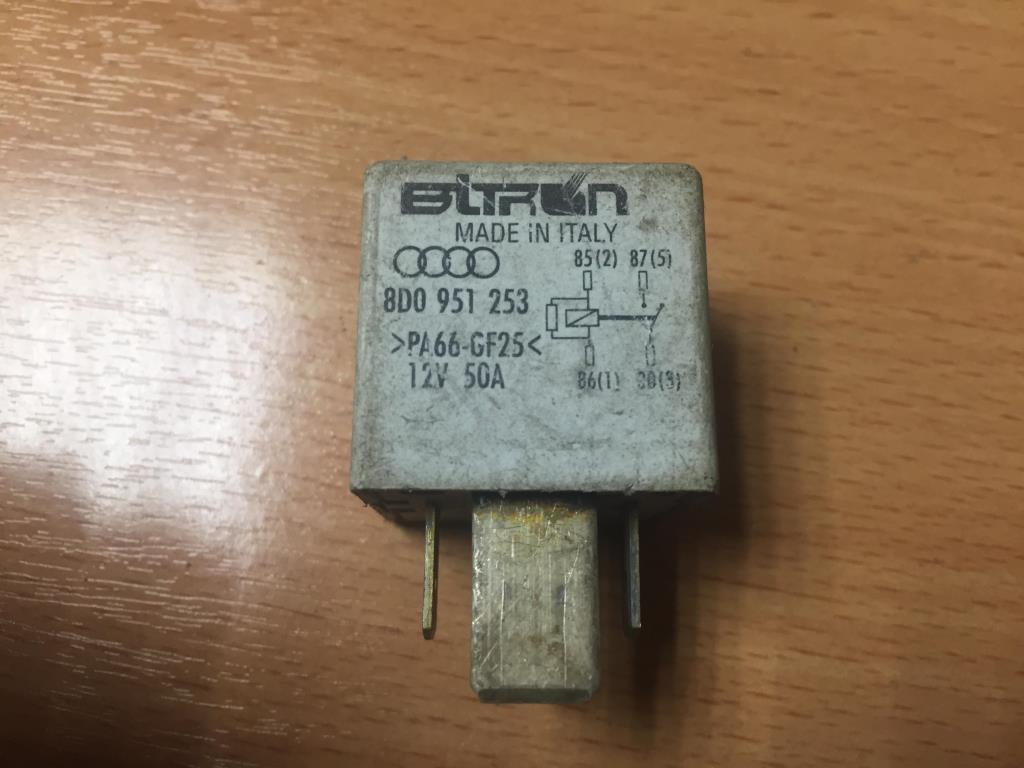 BITRON
MADE IN ITALY
85(2) 87(5)
8D0 951 253
>PA66-GF25<
12V 50A
86(1) 30(3)